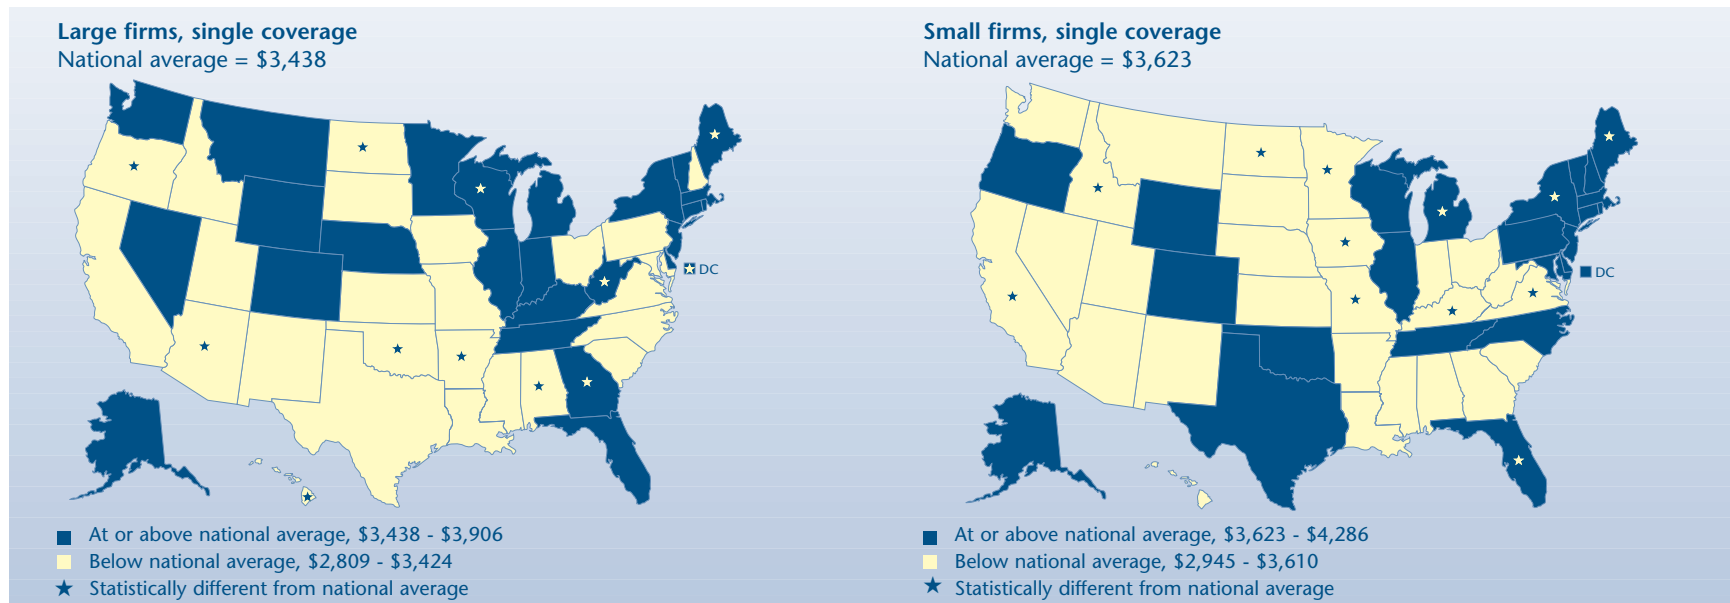 Large firms, single coverage
National average = $3,438
DC
At or above national average, $3,438 - $3,906
Below national average, $2,809 - $3,424
Statistically different from national average
Small firms, single coverage
National average = $3,623
DC
At or above national average, $3,623 - $4,286
Below national average, $2,945 - $3,610
Statistically different from national average